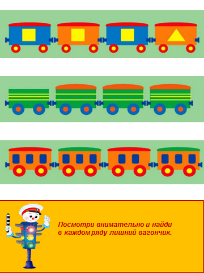 Посмотри внимательно и найди
в каждом ряду лишний вагончик.